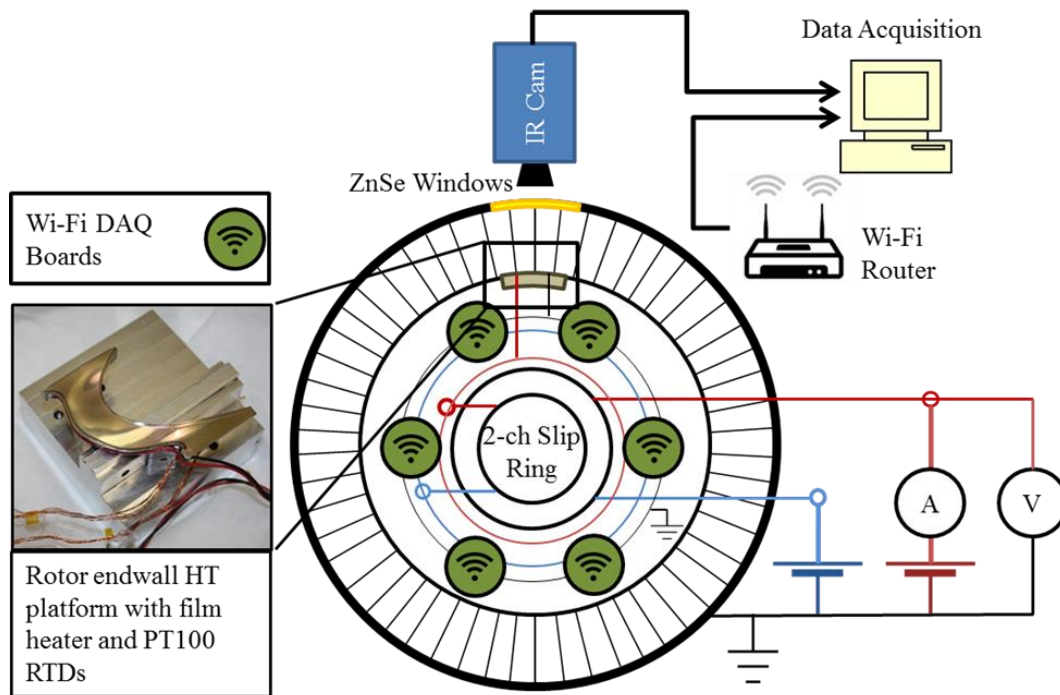 Data Acquisition
IR Cam
ZnSe Windows
Wi-Fi DAQ
Boards
Wi-Fi
Router
2-ch Slip
Ring
A
V
Rotor endwall HT
platform with film
heater and PT100
RTDs